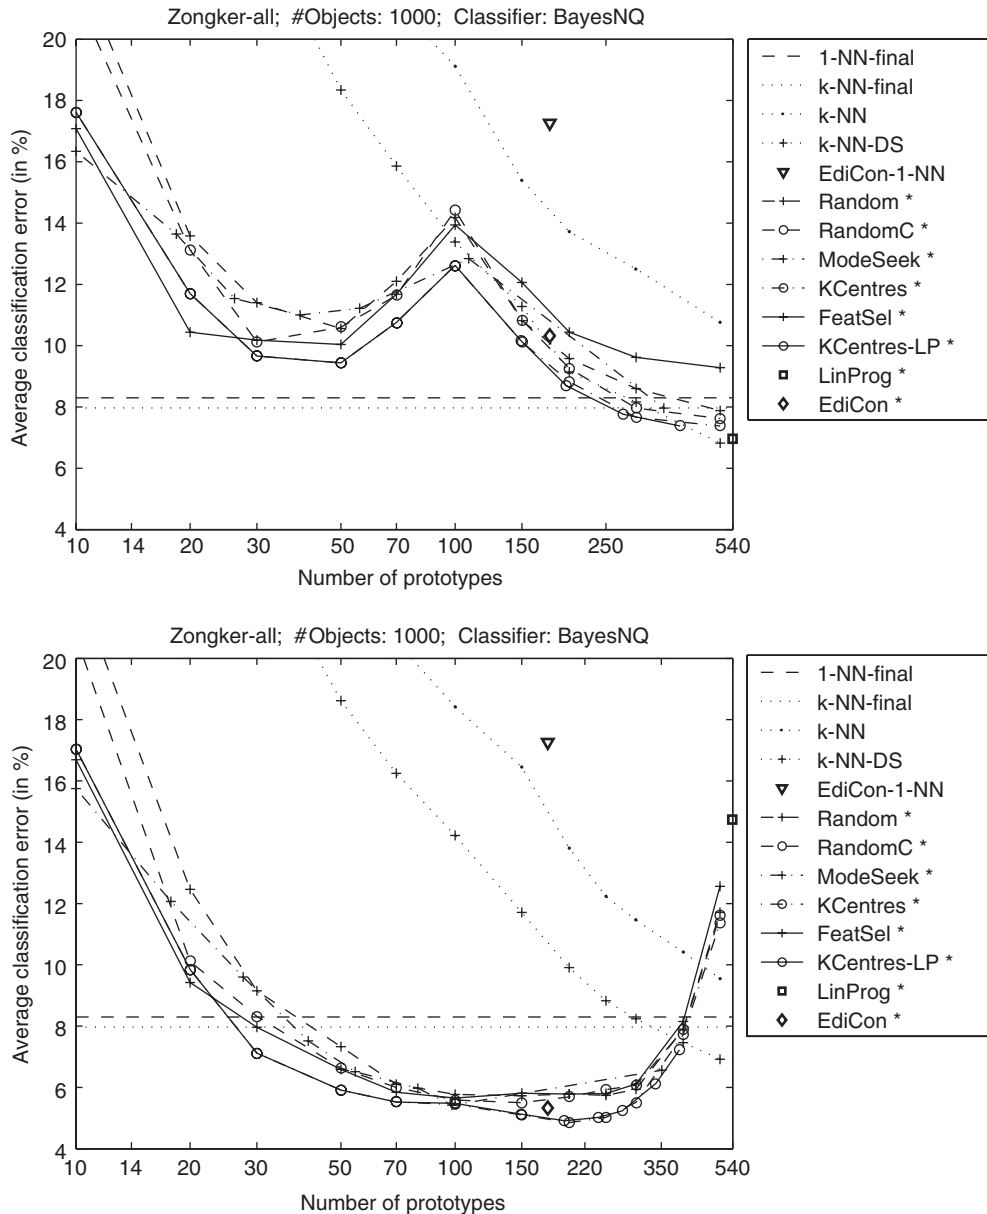 Zongker-all; #Objects: 1000; Classifier: BayesNQ
Average classification error (in %)
20
18
16
14
12
10
8
6
4
10 14 20 30 50 70 100 150 250 540
Number of prototypes
1-NN-final
k-NN-final
k-NN
k-NN-DS
EdiCon-1-NN
Random *
RandomC *
ModeSeek *
KCentres *
FeatSel *
KCentres-LP *
LinProg *
EdiCon *
Zongker-all; #Objects: 1000; Classifier: BayesNQ
Average classification error (in %)
20
18
16
14
12
10
8
6
4
10 14 20 30 50 70 100 150 220 350 540
Number of prototypes
1-NN-final
k-NN-final
k-NN
k-NN-DS
EdiCon-1-NN
Random *
RandomC *
ModeSeek *
KCentres *
FeatSel *
KCentres-LP *
LinProg *
EdiCon *